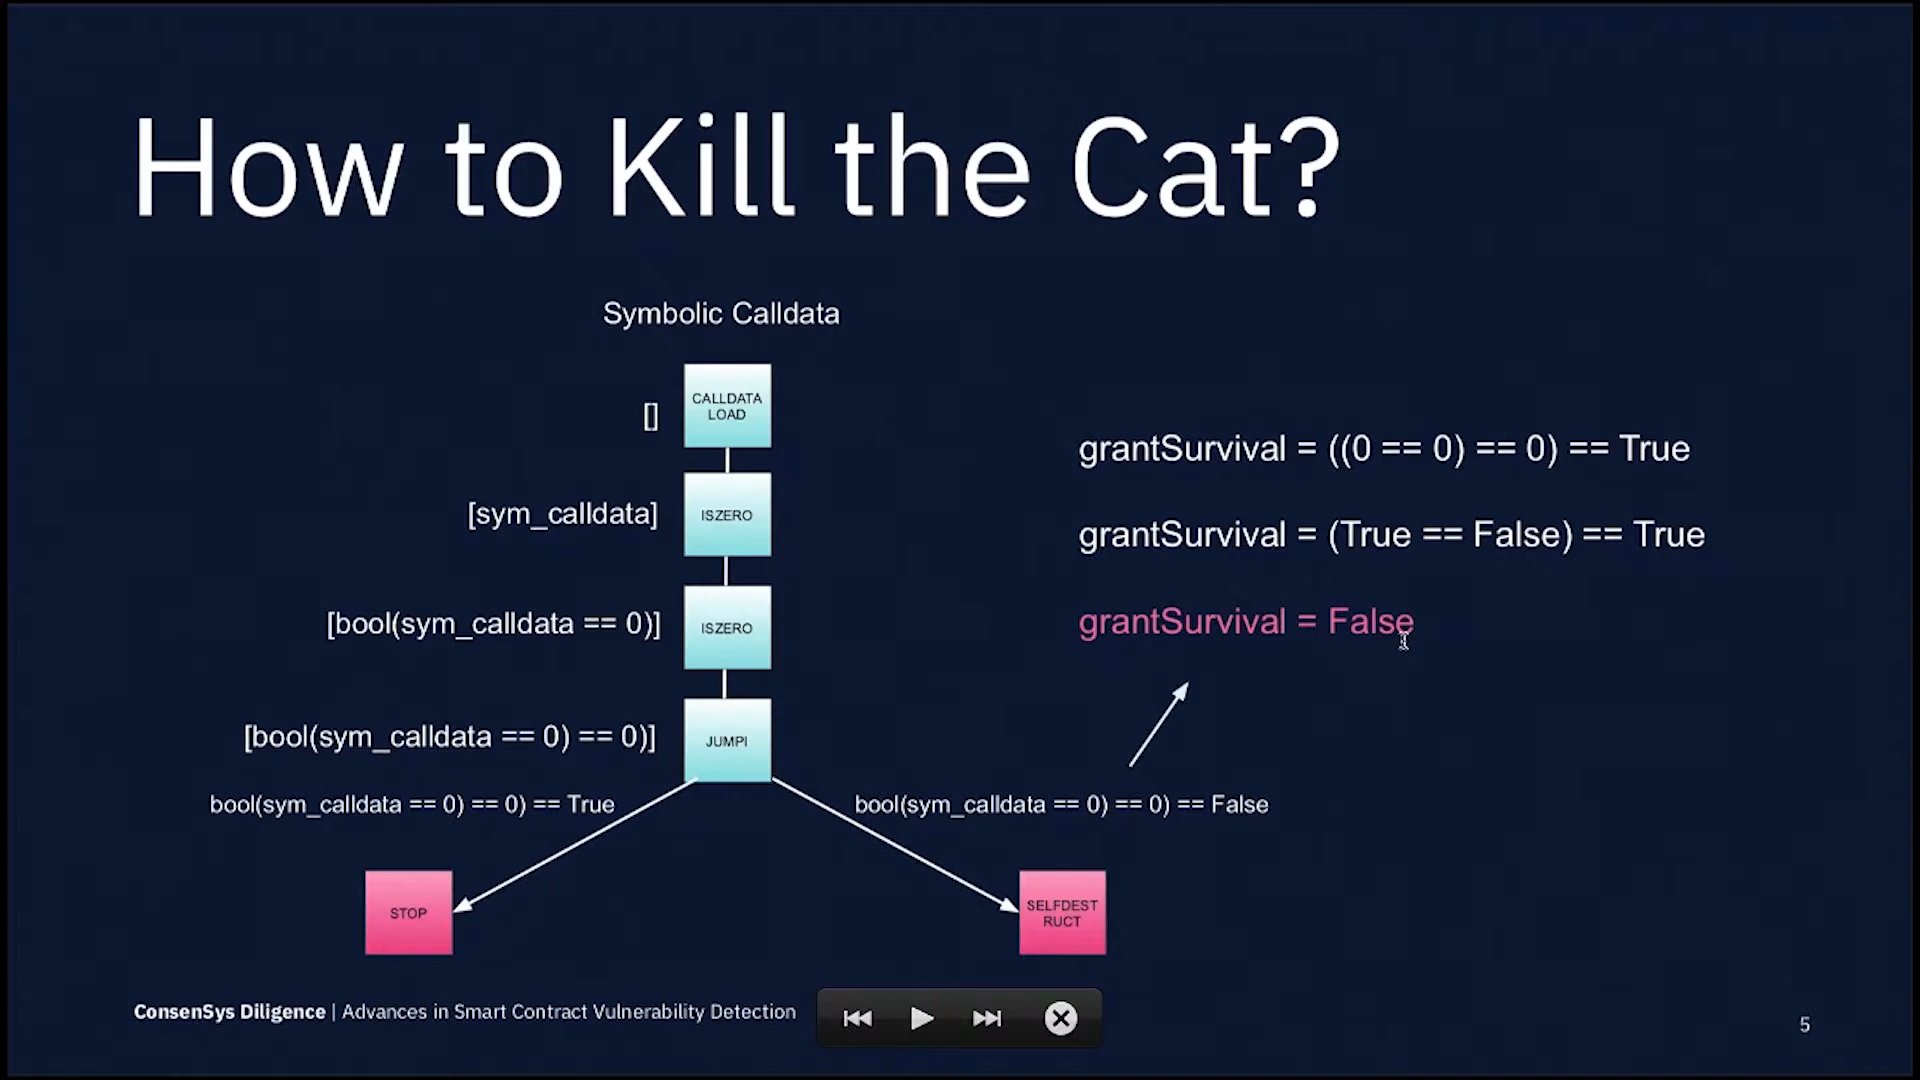 How to Kill the Cat?
Symbolic Calldata
[]
CALLDATA
LOAD
[sym_calldata]
ISZERO
[bool(sym_calldata == 0)]
ISZERO
[bool(sym_calldata == 0) == 0)]
JUMPI
bool(sym_calldata == 0) == 0) == True
bool(sym_calldata == 0) == 0) == False
STOP
SELFDEST
RUCT
grantSurvival = ((0 == 0) == 0) == True
grantSurvival = (True == False) == True
grantSurvival = False
ConsenSys Diligence | Advances in Smart Contract Vulnerability Detection
5